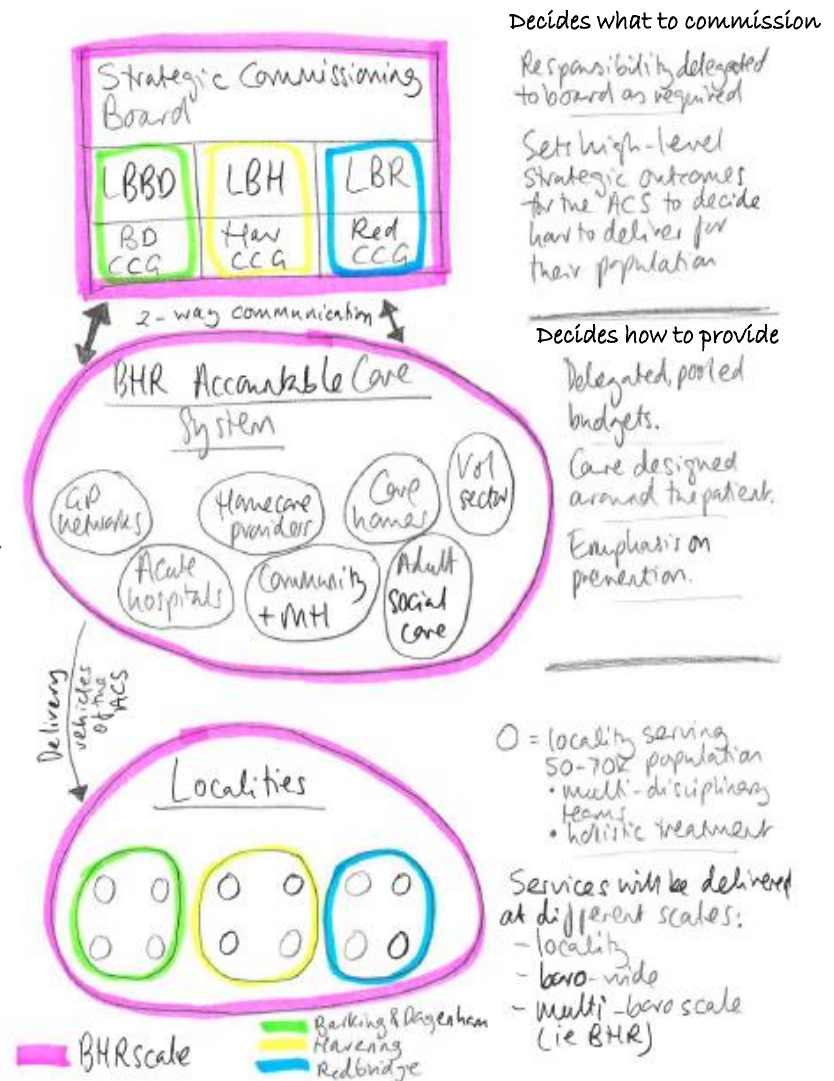 Decides what to commission
Strategic Commissioning
Board
LBBD
LBH
LBR
BD
CCG
Hav
CCG
Red
CCG
Responsibility delegated
to board as required
Sets high-level
strategic outcomes
for the ACS to decide
how to deliver for
their population
2-way communication
Decides how to provide
BHR Accountable Care
System
GP
networks
Homecare
providers
Care
homes
Vol
sector
Acute
hospitals
Community
+ MH
Adult
social
care
Delegated, pooled
budgets.
Care designed
around the patient.
Emphasis on
prevention.
Delivery
vehicles
of the
ACS
Localities
O = locality serving
50-70k population
• multi-disciplinary
teams
• holistic treatment
Services will be delivered
at different scales:
- locality
- boro-wide
- multi-boro scale
(ie BHR)
BHR scale
Barking & Dagenham
Havering
Redbridge